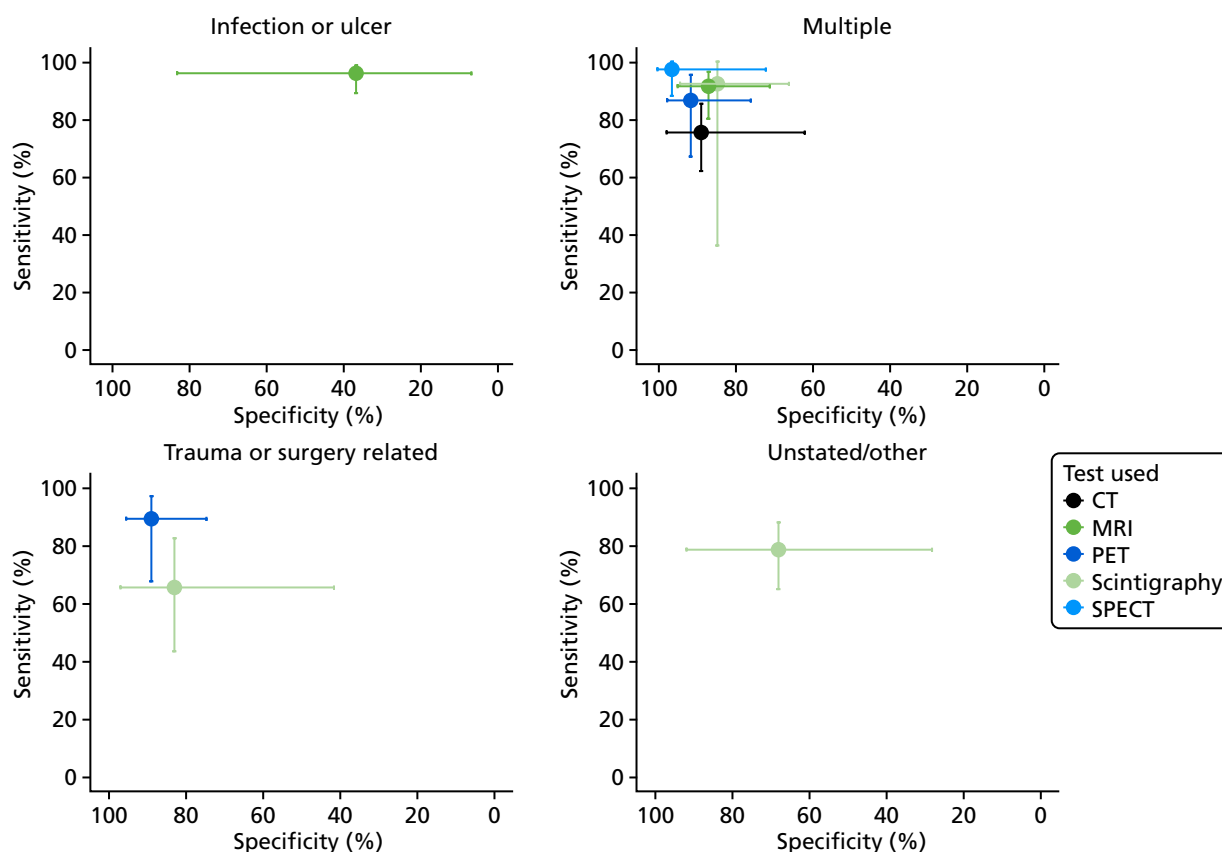 Infection or ulcer
100
80
60
40
20
0
Sensitivity (%)
100 80 60 40 20 0
Specificity (%)
Multiple
100
80
60
40
20
0
Sensitivity (%)
100 80 60 40 20 0
Specificity (%)
Trauma or surgery related
100
80
60
40
20
0
Sensitivity (%)
100 80 60 40 20 0
Specificity (%)
Unstated/other
100
80
60
40
20
0
Sensitivity (%)
100 80 60 40 20 0
Specificity (%)
Test used
CT
MRI
PET
Scintigraphy
SPECT